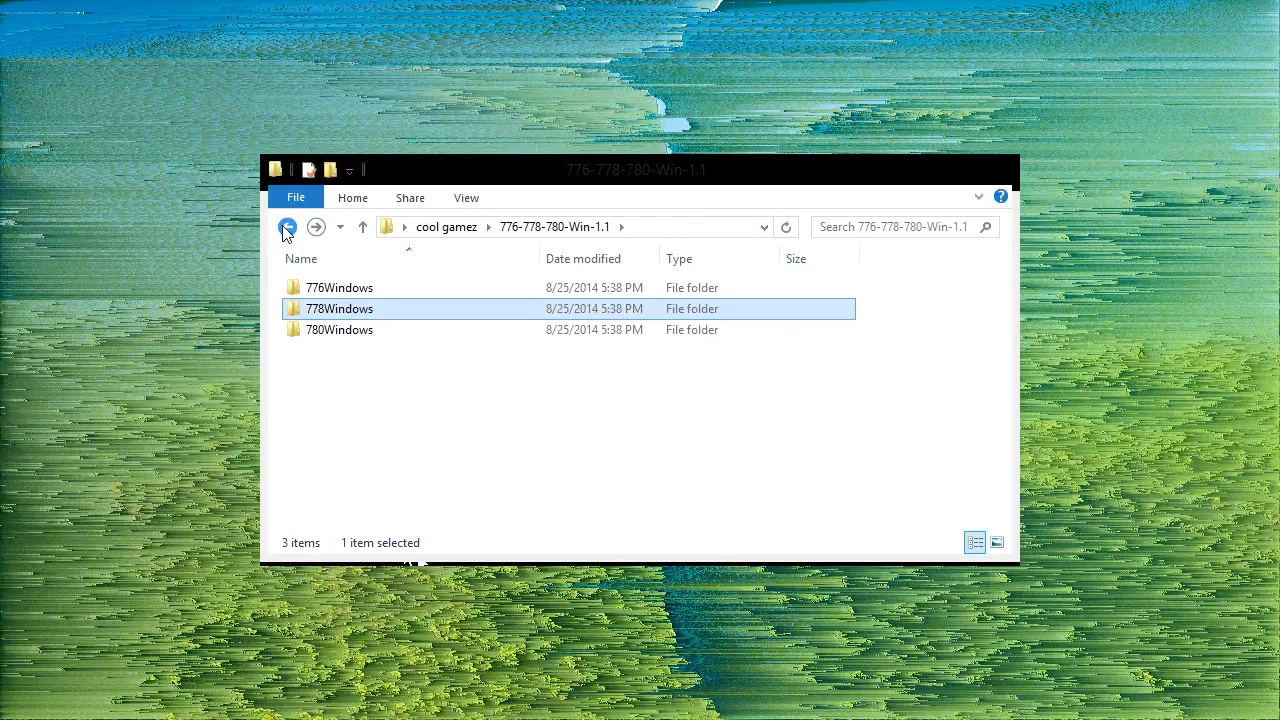 776-778-780-Win-1.1
File Home Share View
cool gamez 776-778-780-Win-1.1 Search 776-778-780-Win-1.1
Name Date modified Type Size
776Windows 8/25/2014 5:38 PM File folder
778Windows 8/25/2014 5:38 PM File folder
780Windows 8/25/2014 5:38 PM File folder
3 items 1 item selected